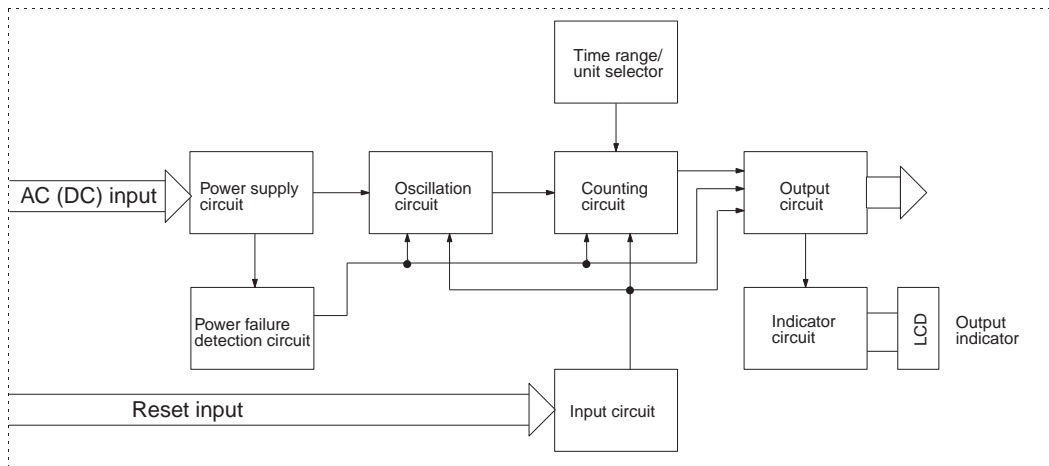 Time range/
unit selector
AC (DC) input
Power supply
circuit
Oscillation
circuit
Counting
circuit
Output
circuit
Power failure
detection circuit
Indicator
circuit
LCD
Output
indicator
Reset input
Input circuit